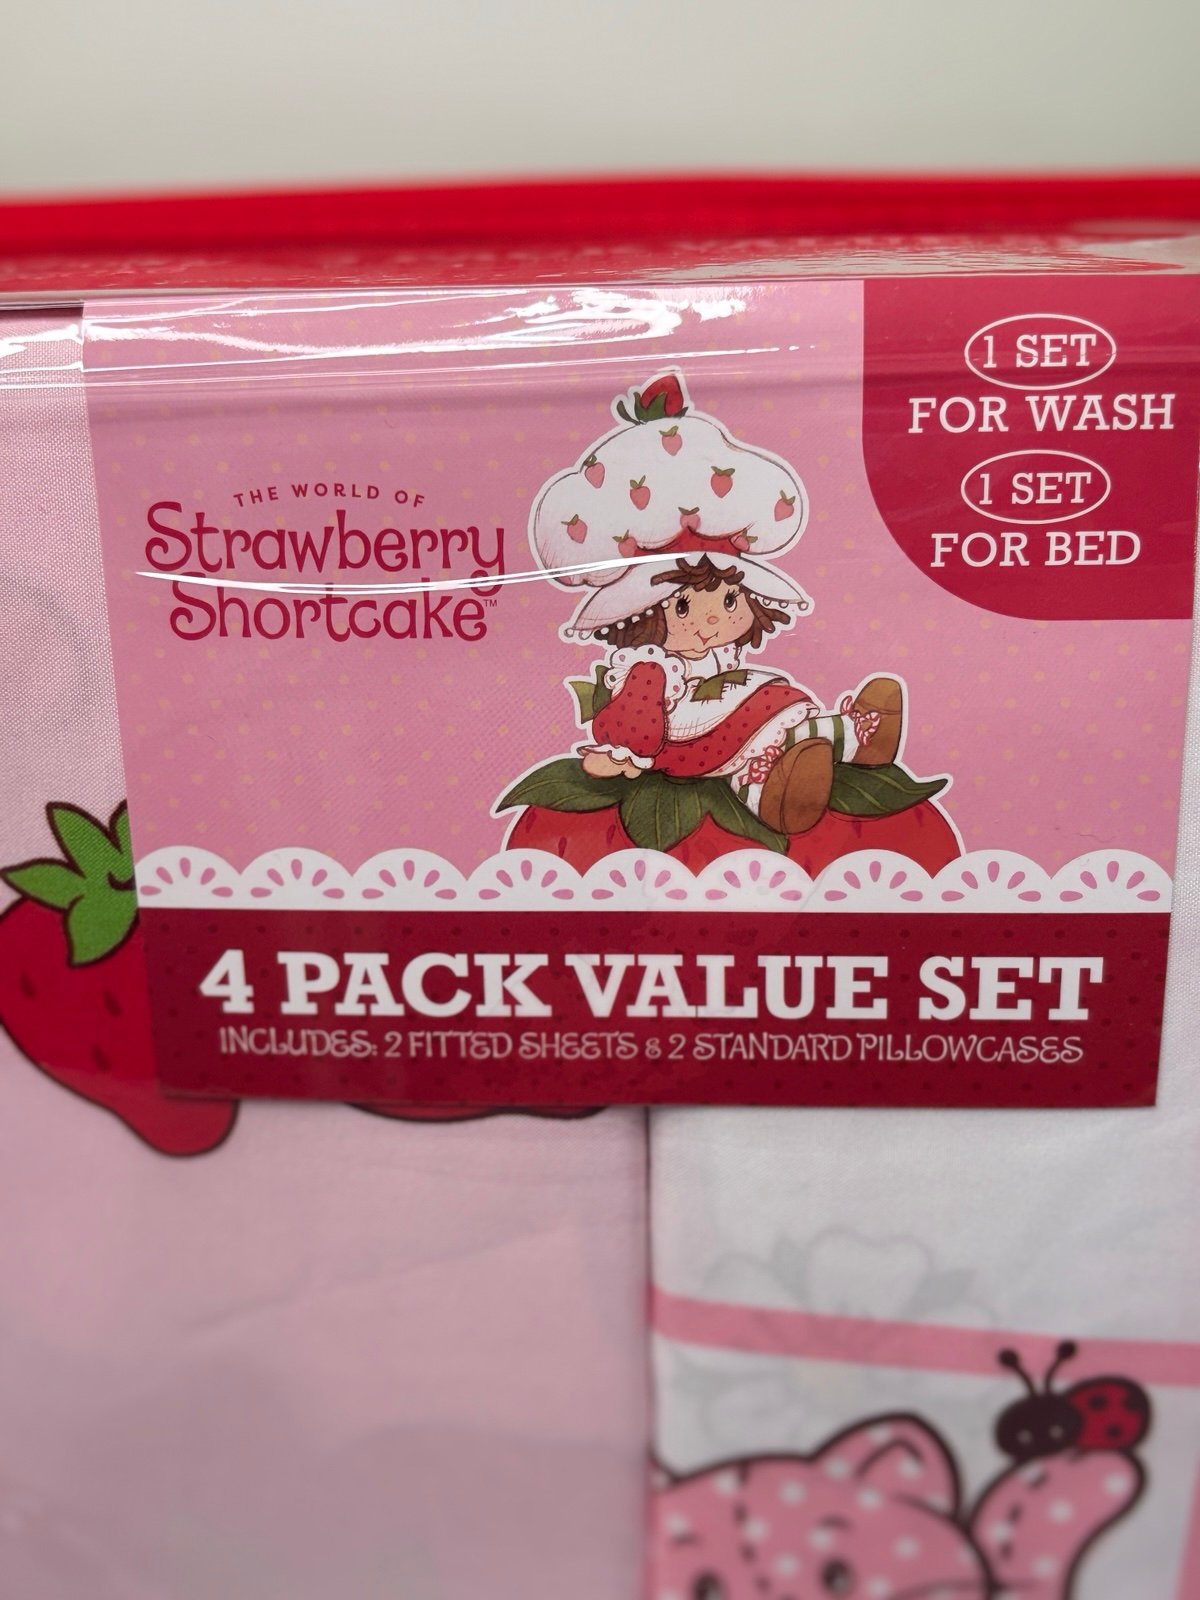 THE WORLD OF
Strawberry
Shortcake™
1 SET
FOR WASH
1 SET
FOR BED
4 PACK VALUE SET
INCLUDES: 2 FITTED SHEETS & 2 STANDARD PILLOWCASES